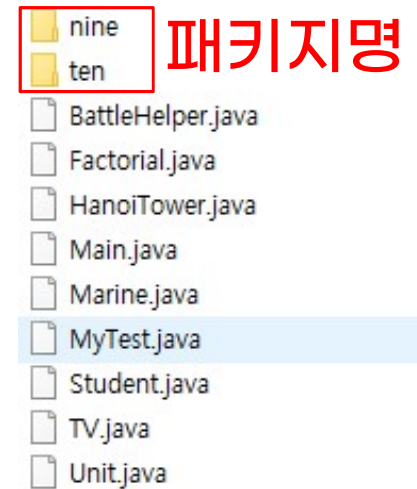 nine
패키지명
ten
BattleHelper.java
Factorial.java
HanoiTower.java
Main.java
Marine.java
MyTest.java
Student.java
TV.java
Unit.java